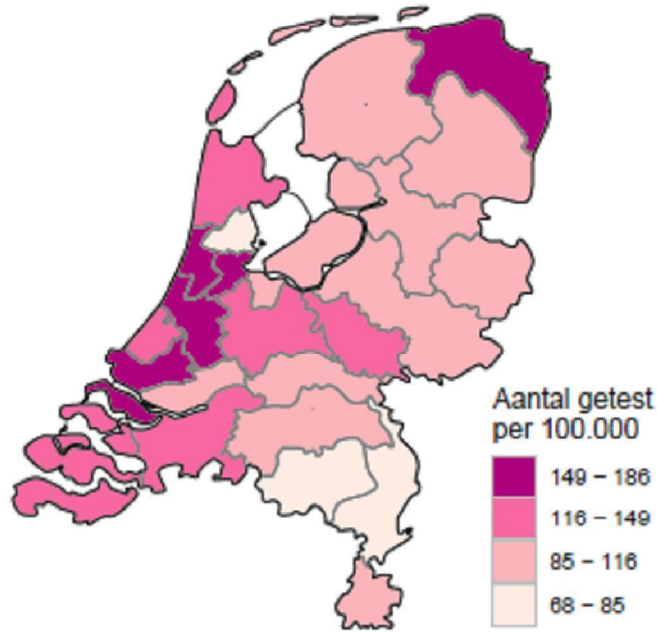 Aantal getest
per 100.000
149 – 186
116 – 149
85 – 116
68 – 85